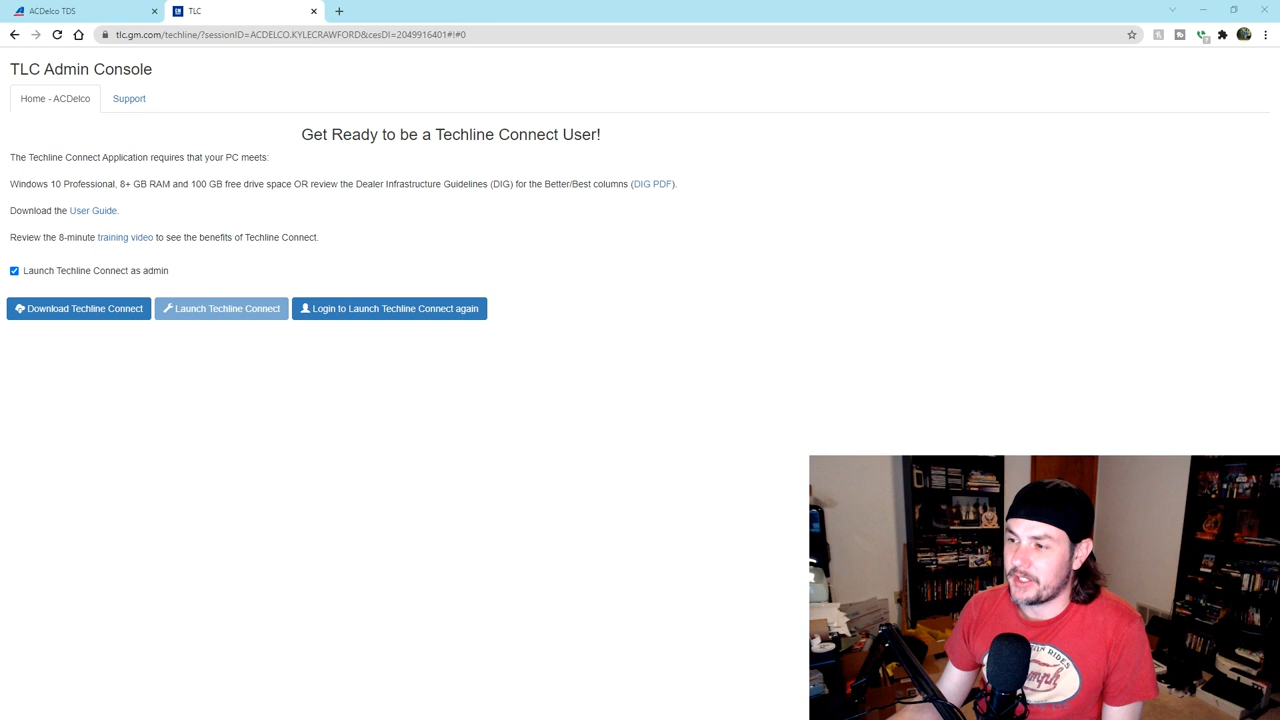 ACDelco TDS
TLC
tlc.gm.com/techline/?sessionID=ACDELCO.KYLECRAWFORD&cesDI=2049916401#!#0
TLC Admin Console
Home - ACDelco
Support
Get Ready to be a Techline Connect User!
The Techline Connect Application requires that your PC meets:
Windows 10 Professional, 8+ GB RAM and 100 GB free drive space OR review the Dealer Infrastructure Guidelines (DIG) for the Better/Best columns (DIG PDF).
Download the User Guide.
Review the 8-minute training video to see the benefits of Techline Connect.
Launch Techline Connect as admin
Download Techline Connect
Launch Techline Connect
Login to Launch Techline Connect again
RIDES